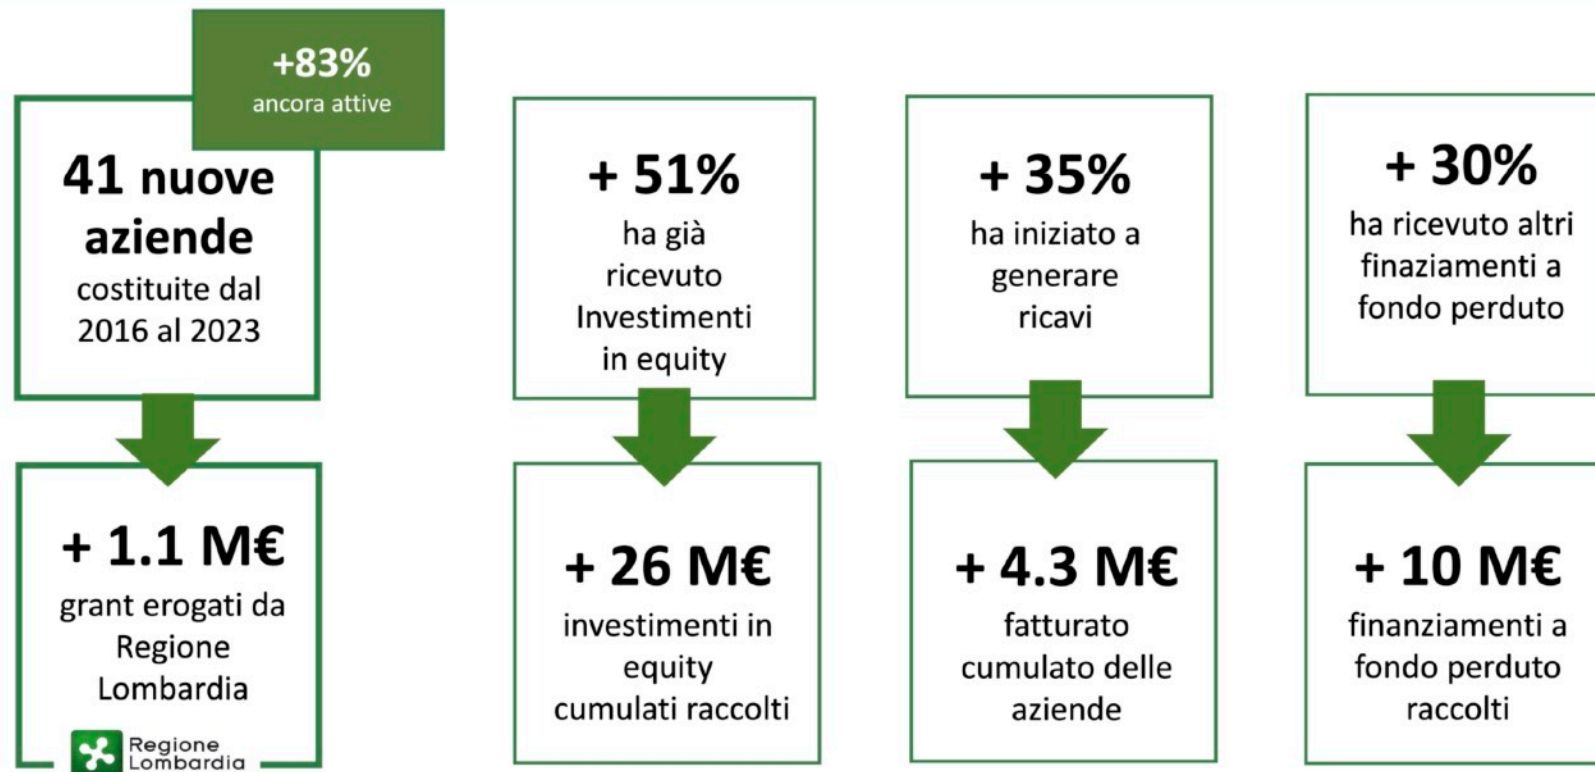 +83%
ancora attive
41 nuove
aziende
costituite dal
2016 al 2023
+ 51%
ha già
ricevuto
Investimenti
in equity
+ 35%
ha iniziato a
generare
ricavi
+ 30%
ha ricevuto altri
finaziamenti a
fondo perduto
+ 1.1 M€
grant erogati da
Regione
Lombardia
Regione
Lombardia
+ 26 M€
investimenti in
equity
cumulati raccolti
+ 4.3 M€
fatturato
cumulato delle
aziende
+ 10 M€
finanziamenti a
fondo perduto
raccolti